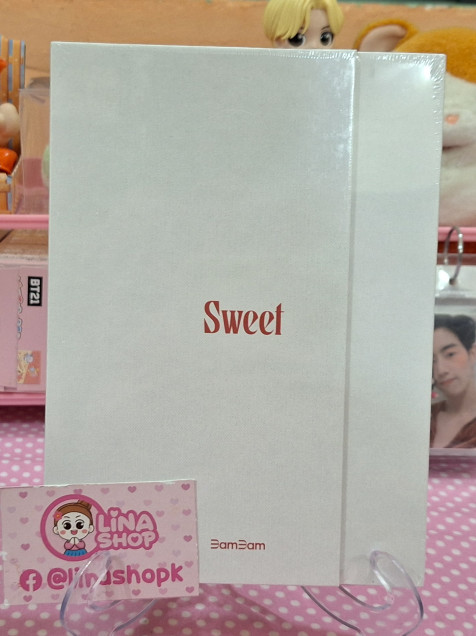 Sweet
BamBam
LINA
SHOP
@linashopk
BT21